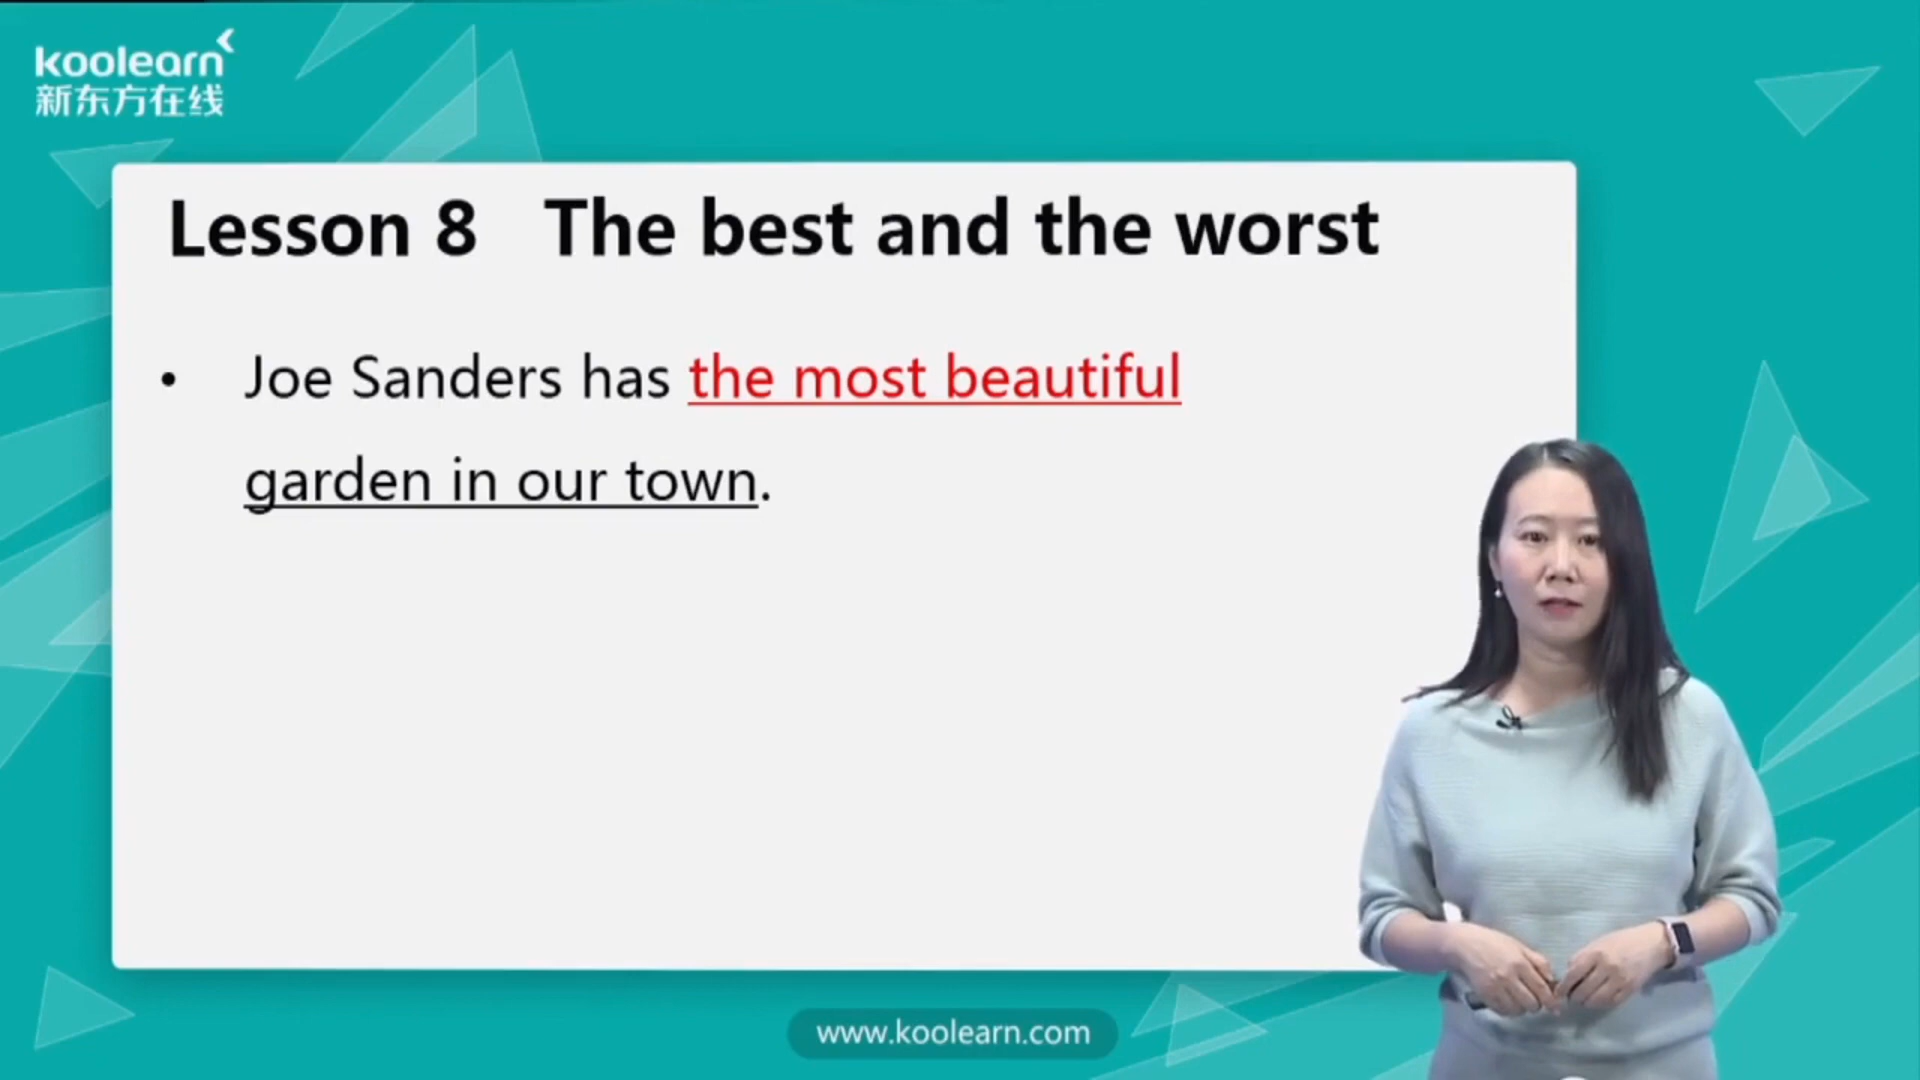 koolearn
新东方在线
Lesson 8 The best and the worst
• Joe Sanders has the most beautiful
garden in our town.
www.koolearn.com